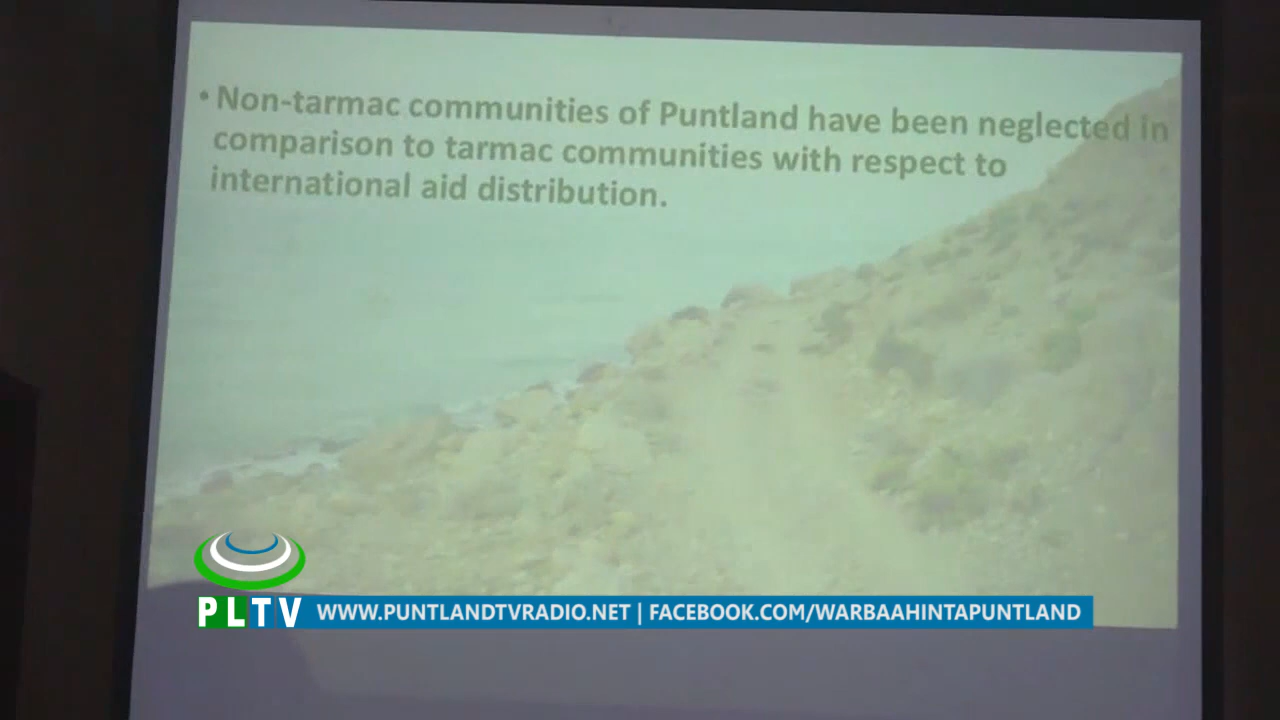 • Non-tarmac communities of Puntland have been neglected in
comparison to tarmac communities with respect to
international aid distribution.
PLTV WWW.PUNTLANDTVRADIO.NET | FACEBOOK.COM/WARBAAHINTAPUNTLAND